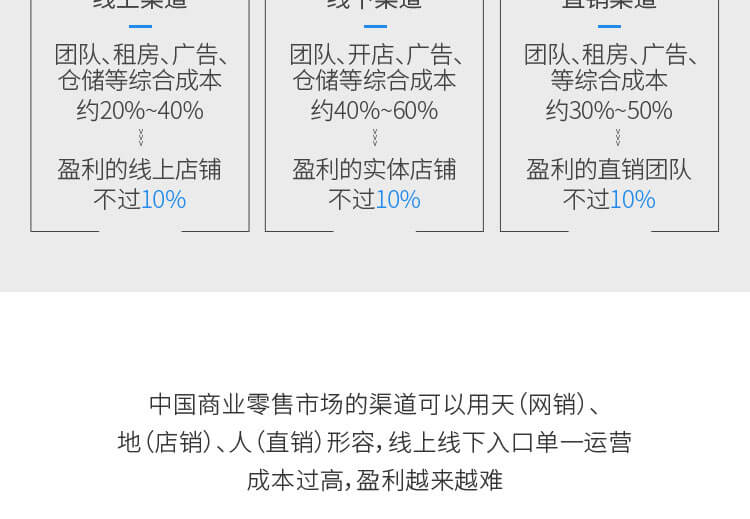 线上渠道
团队、租房、广告、
仓储等综合成本
约20%~40%
盈利的线上店铺
不过10%
线下渠道
团队、开店、广告、
仓储等综合成本
约40%~60%
盈利的实体店铺
不过10%
直销渠道
团队、租房、广告、
等综合成本
约30%~50%
盈利的直销团队
不过10%
中国商业零售市场的渠道可以用天（网销）、
地（店销）、人（直销）形容，线上线下入口单一运营
成本过高，盈利越来越难